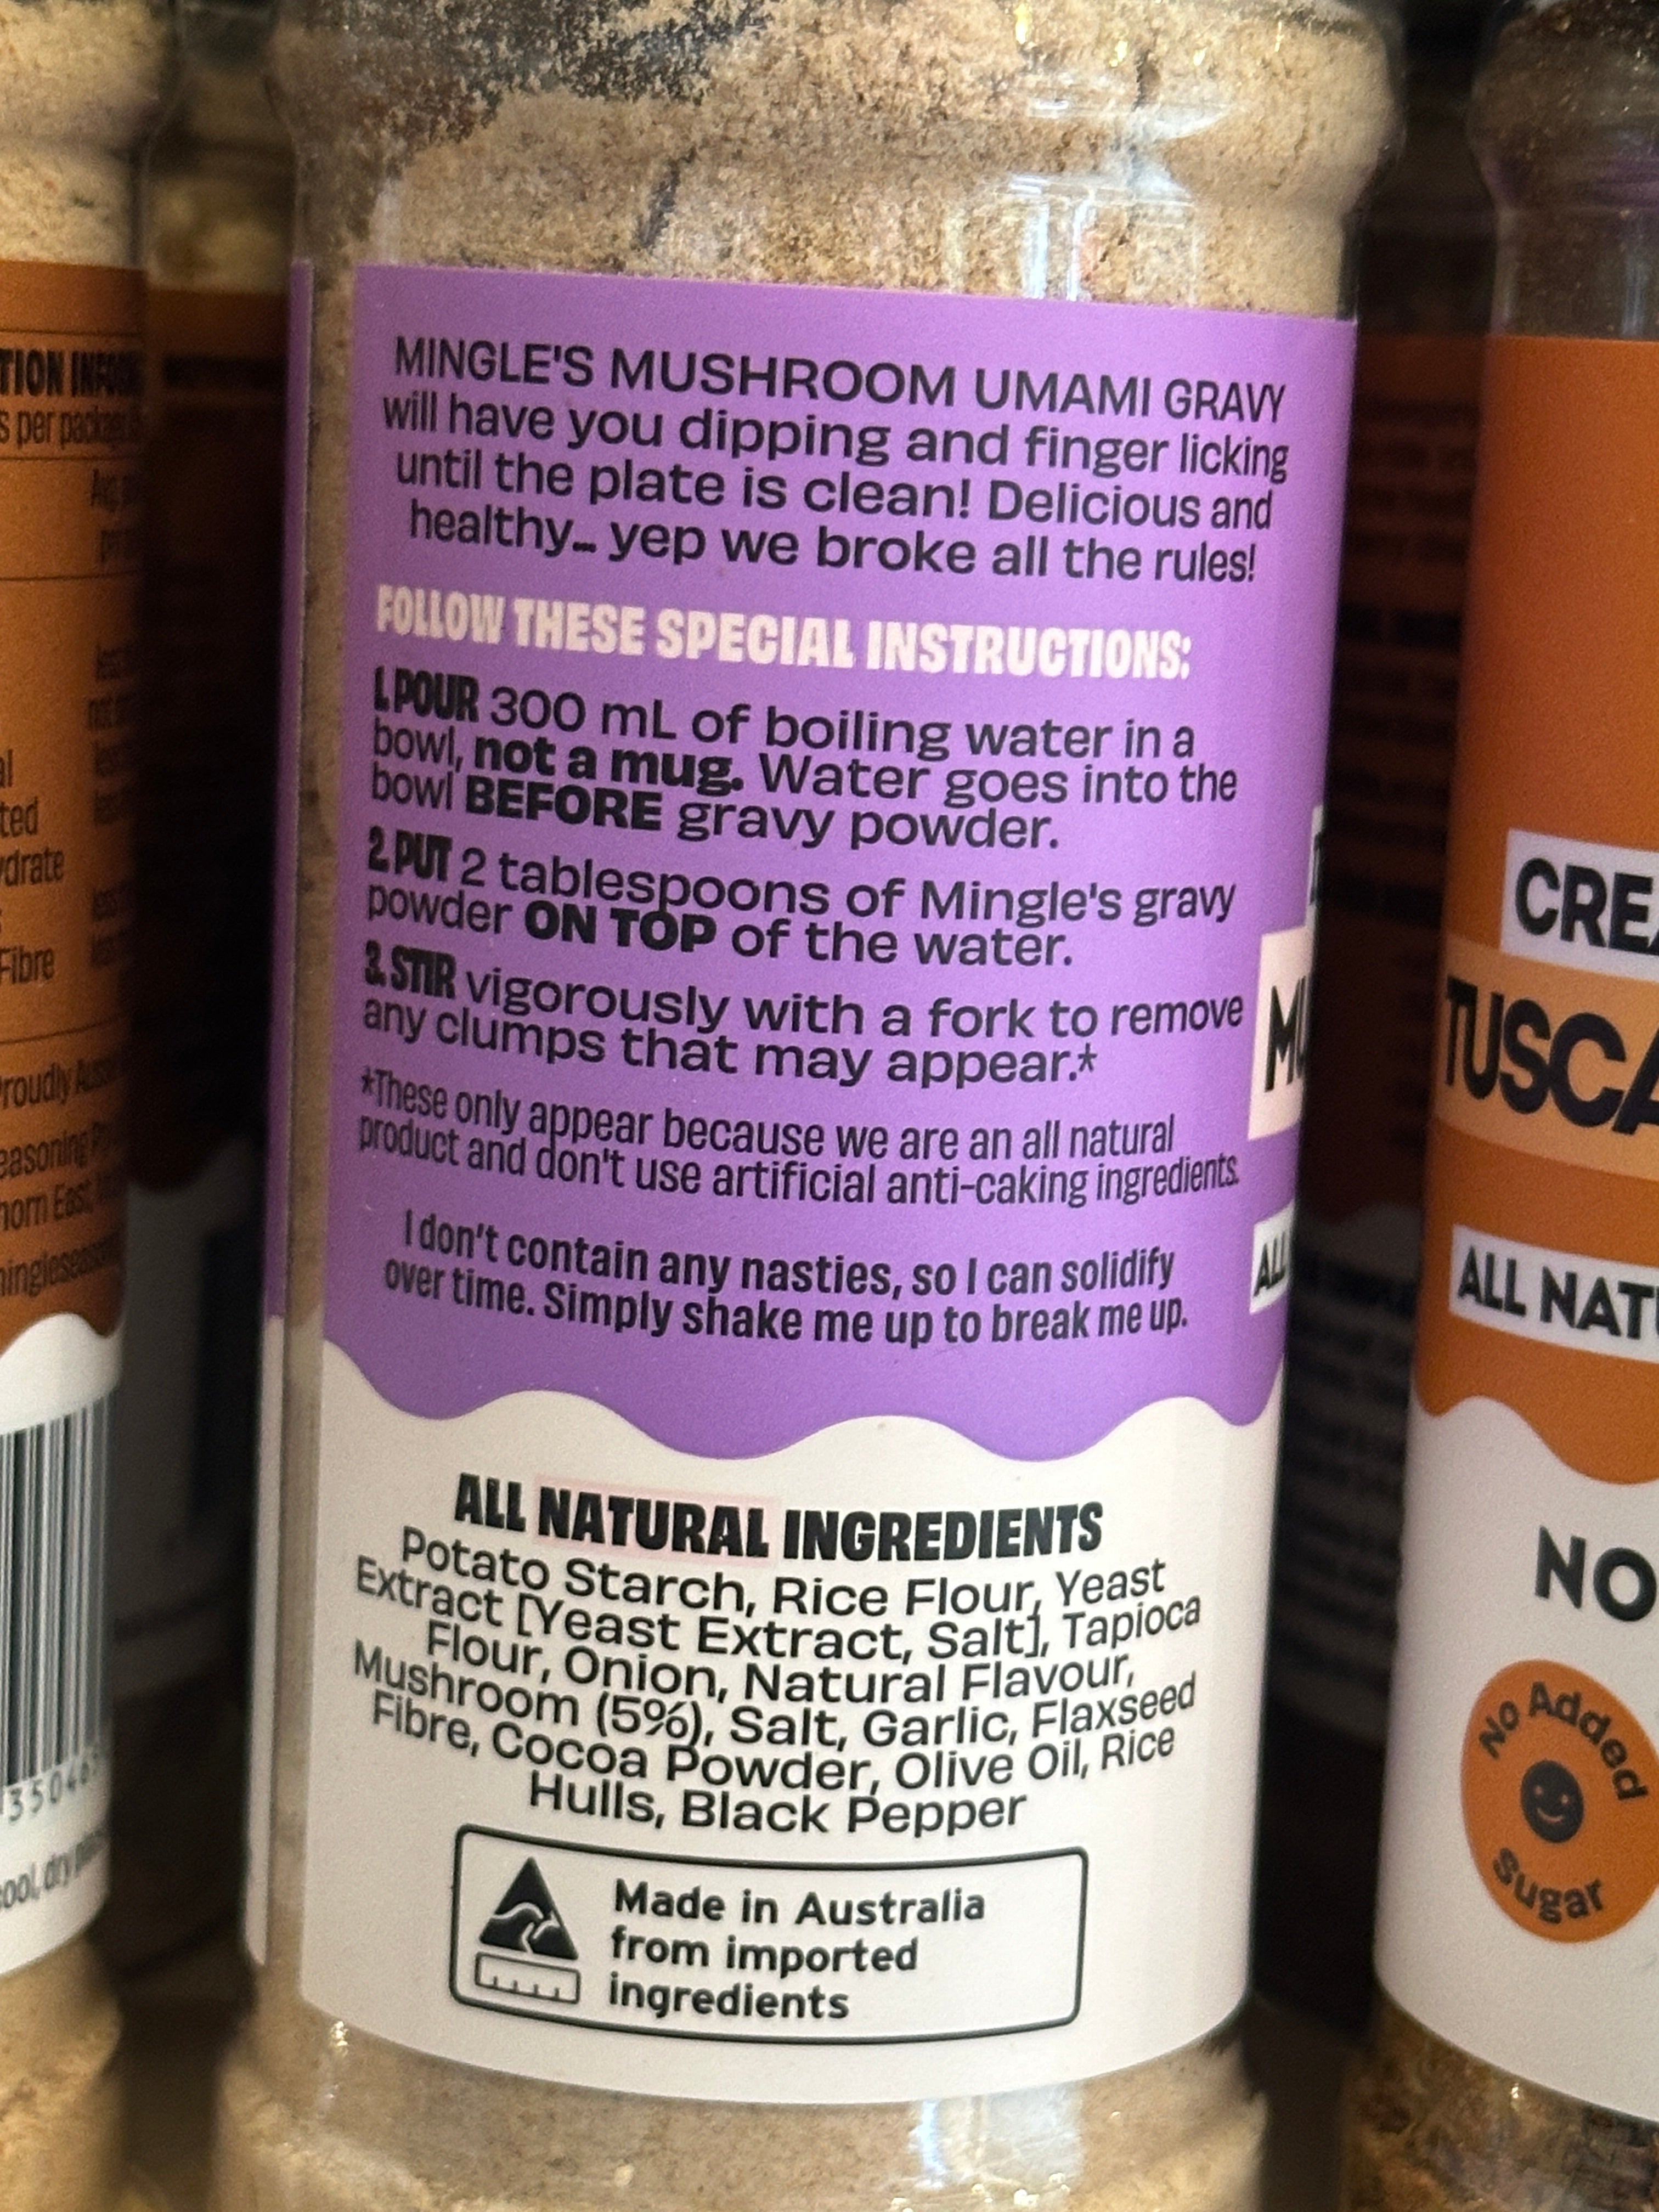 MINGLE'S MUSHROOM UMAMI GRAVY
will have you dipping and finger licking
until the plate is clean! Delicious and
healthy... yep we broke all the rules!
FOLLOW THESE SPECIAL INSTRUCTIONS:
1. POUR 300 mL of boiling water in a
bowl, not a mug. Water goes into the
bowl BEFORE gravy powder.
2. PUT 2 tablespoons of Mingle's gravy
powder ON TOP of the water.
3. STIR vigorously with a fork to remove
any clumps that may appear.*
*These only appear because we are an all natural
product and don't use artificial anti-caking ingredients.
I don't contain any nasties, so I can solidify
over time. Simply shake me up to break me up.
ALL NATURAL INGREDIENTS
Potato Starch, Rice Flour, Yeast
Extract [Yeast Extract, Salt], Tapioca
Flour, Onion, Natural Flavour,
Mushroom (5%), Salt, Garlic, Flaxseed
Fibre, Cocoa Powder, Olive Oil, Rice
Hulls, Black Pepper
Made in Australia
from imported
ingredients
MU
ALL
TION INFO
s per package
ted
ydrate
Fibre
CREA
TUSCA
ALL NATU
NO
No Added
Sugar